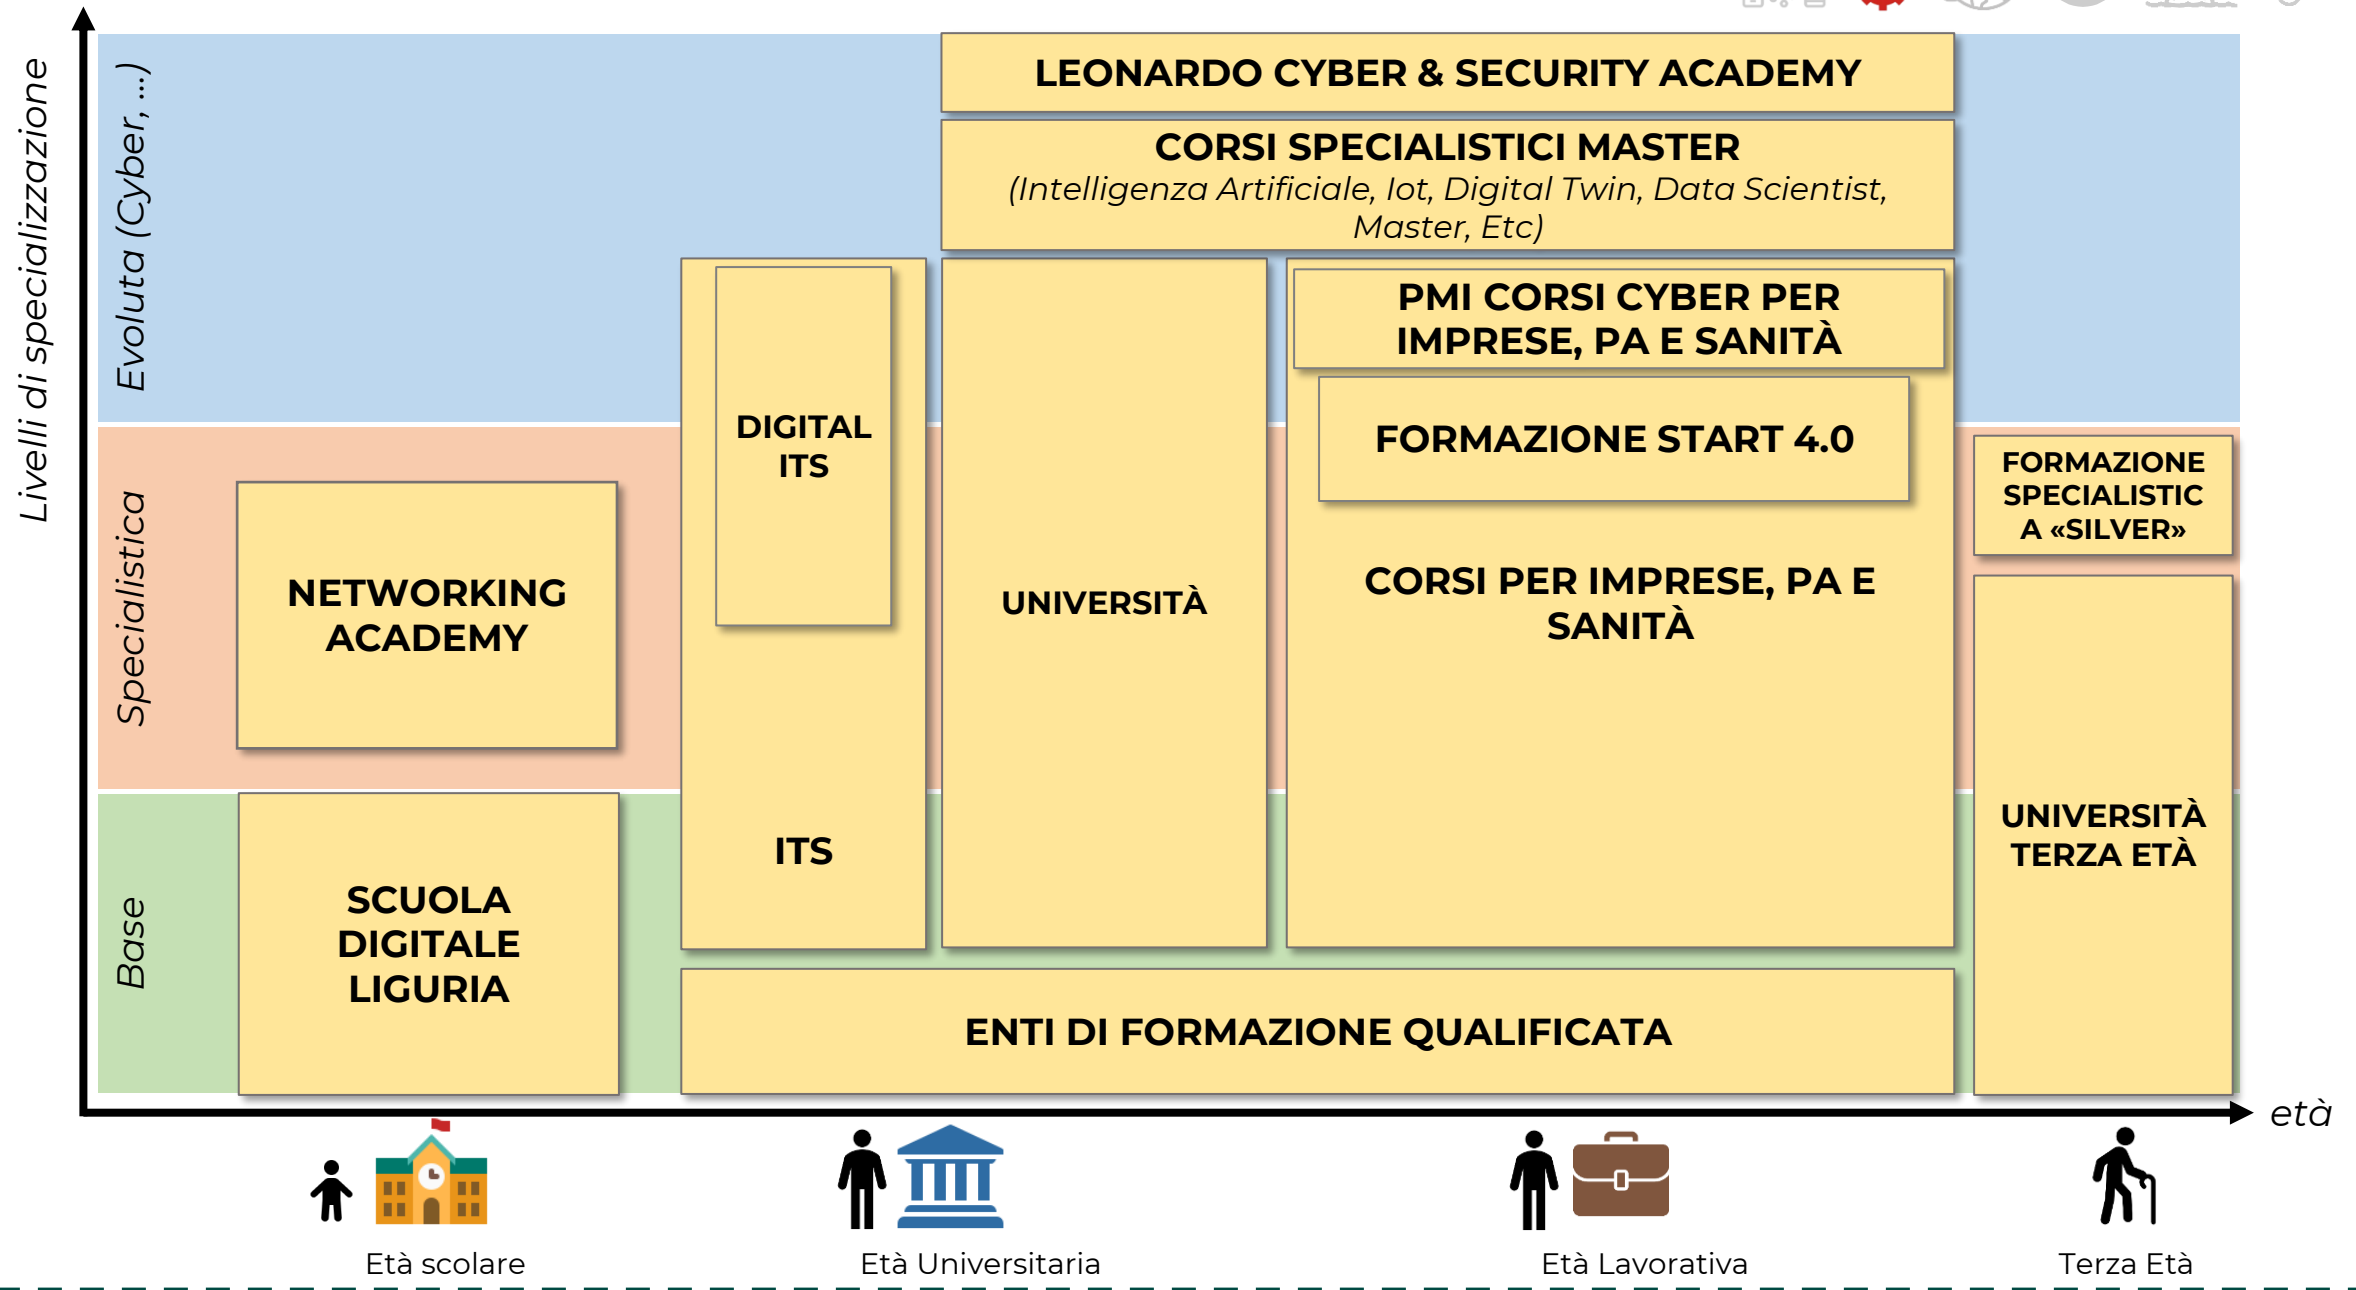 Livelli di specializzazione
Evoluta (Cyber, ...)
LEONARDO CYBER & SECURITY ACADEMY
CORSI SPECIALISTICI MASTER
(Intelligenza Artificiale, Iot, Digital Twin, Data Scientist,
Master, Etc)
PMI CORSI CYBER PER
IMPRESE, PA E SANITÀ
DIGITAL
ITS
FORMAZIONE START 4.0
FORMAZIONE
SPECIALISTIC
A «SILVER»
Specialistica
NETWORKING
ACADEMY
UNIVERSITÀ
CORSI PER IMPRESE, PA E
SANITÀ
Base
SCUOLA
DIGITALE
LIGURIA
ITS
UNIVERSITÀ
TERZA ETÀ
ENTI DI FORMAZIONE QUALIFICATA
età
Età scolare
Età Universitaria
Età Lavorativa
Terza Età